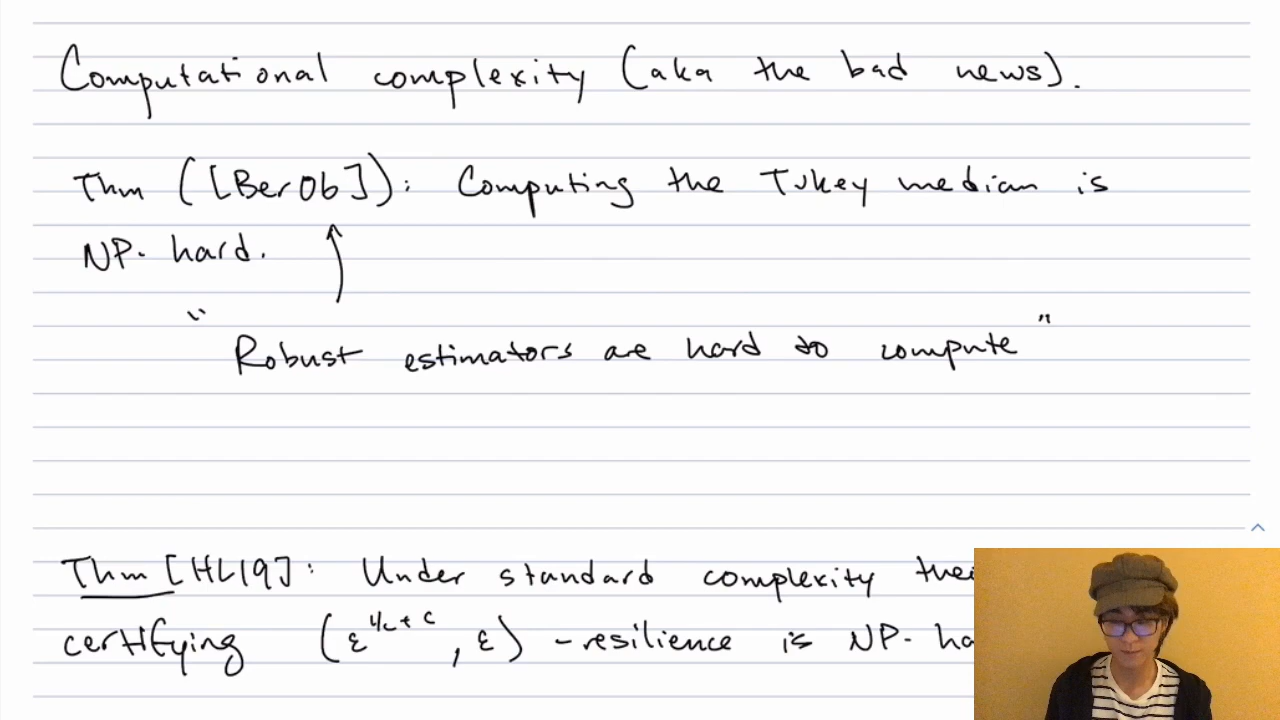 Computational complexity (aka the bad news).
Thm ([Ber06]): Computing the Tukey median is
NP-hard.
"Robust estimators are hard to compute"
Thm [HL19]: Under standard complexity
certifying (ε^{1/2+c}, ε)-resilience is NP-